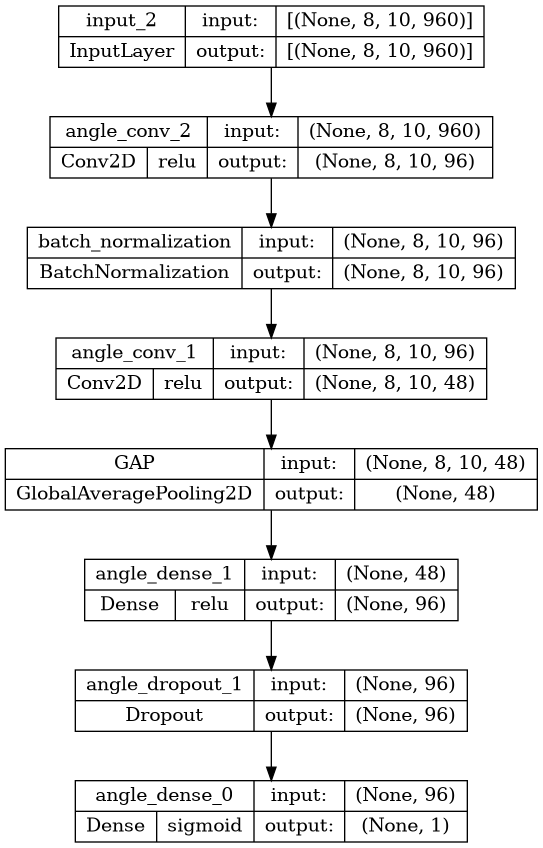 input_2 input: [(None, 8, 10, 960)]
InputLayer output: [(None, 8, 10, 960)]
angle_conv_2 input: (None, 8, 10, 960)
Conv2D relu output: (None, 8, 10, 96)
batch_normalization input: (None, 8, 10, 96)
BatchNormalization output: (None, 8, 10, 96)
angle_conv_1 input: (None, 8, 10, 96)
Conv2D relu output: (None, 8, 10, 48)
GAP input: (None, 8, 10, 48)
GlobalAveragePooling2D output: (None, 48)
angle_dense_1 input: (None, 48)
Dense relu output: (None, 96)
angle_dropout_1 input: (None, 96)
Dropout output: (None, 96)
angle_dense_0 input: (None, 96)
Dense sigmoid output: (None, 1)